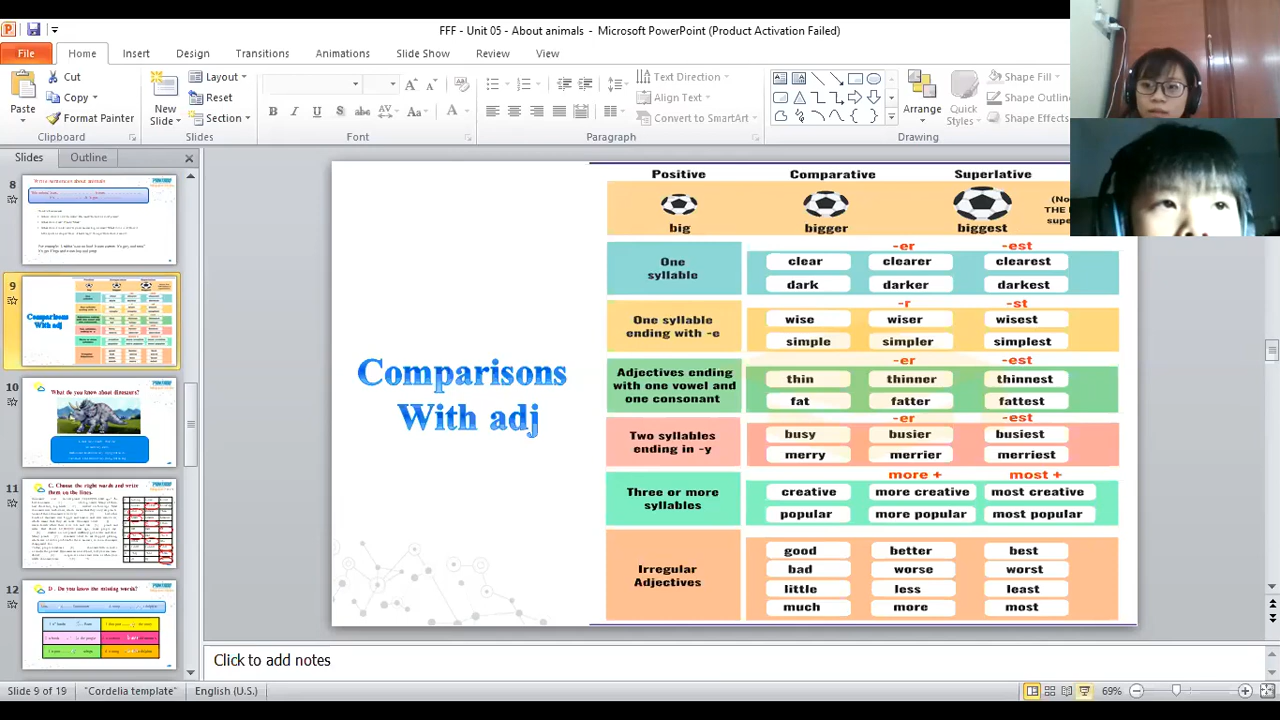 FFF - Unit 05 - About animals - Microsoft PowerPoint (Product Activation Failed)
File Home Insert Design Transitions Animations Slide Show Review View
Paste
Cut
Copy
Format Painter
Clipboard
New
Slide
Layout
Reset
Section
Slides
Font
Text Direction
Align Text
Convert to SmartArt
Paragraph
Arrange
Quick
Styles
Shape Fill
Shape Outline
Shape Effects
Drawing
Slides Outline
8
9
Comparisons
With adj
10
What do you know about dinosaurs?
11
C. Choose the right words and write
them on the lines.
12
D . Do you know the missing words?
Comparisons
With adj
Positive Comparative Superlative
big bigger biggest
-er -est
One
syllable
clear clearer clearest
dark darker darkest
-r -st
One syllable
ending with -e
wise wiser wisest
simple simpler simplest
-er -est
Adjectives ending
with one vowel and
one consonant
thin thinner thinnest
fat fatter fattest
-er -est
Two syllables
ending in -y
busy busier busiest
merry merrier merriest
more + most +
Three or more
syllables
creative more creative most creative
popular more popular most popular
Irregular
Adjectives
good better best
bad worse worst
little less least
much more most
Click to add notes
Slide 9 of 19 "Cordelia template" English (U.S.) 69%